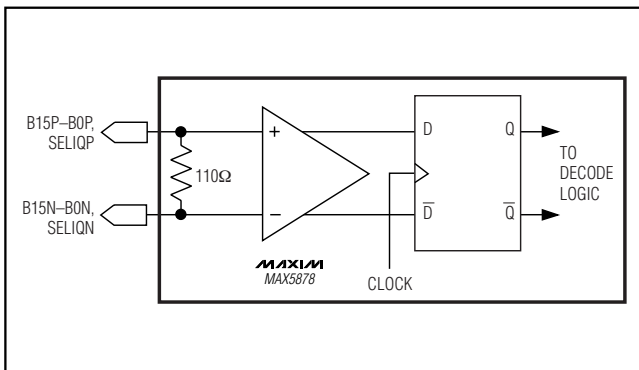 B15P–B0P,
SELIQP
B15N–B0N,
SELIQN
110Ω
+
−
MAXIM
MAX5878
D
Q
D̅
Q̅
CLOCK
TO
DECODE
LOGIC